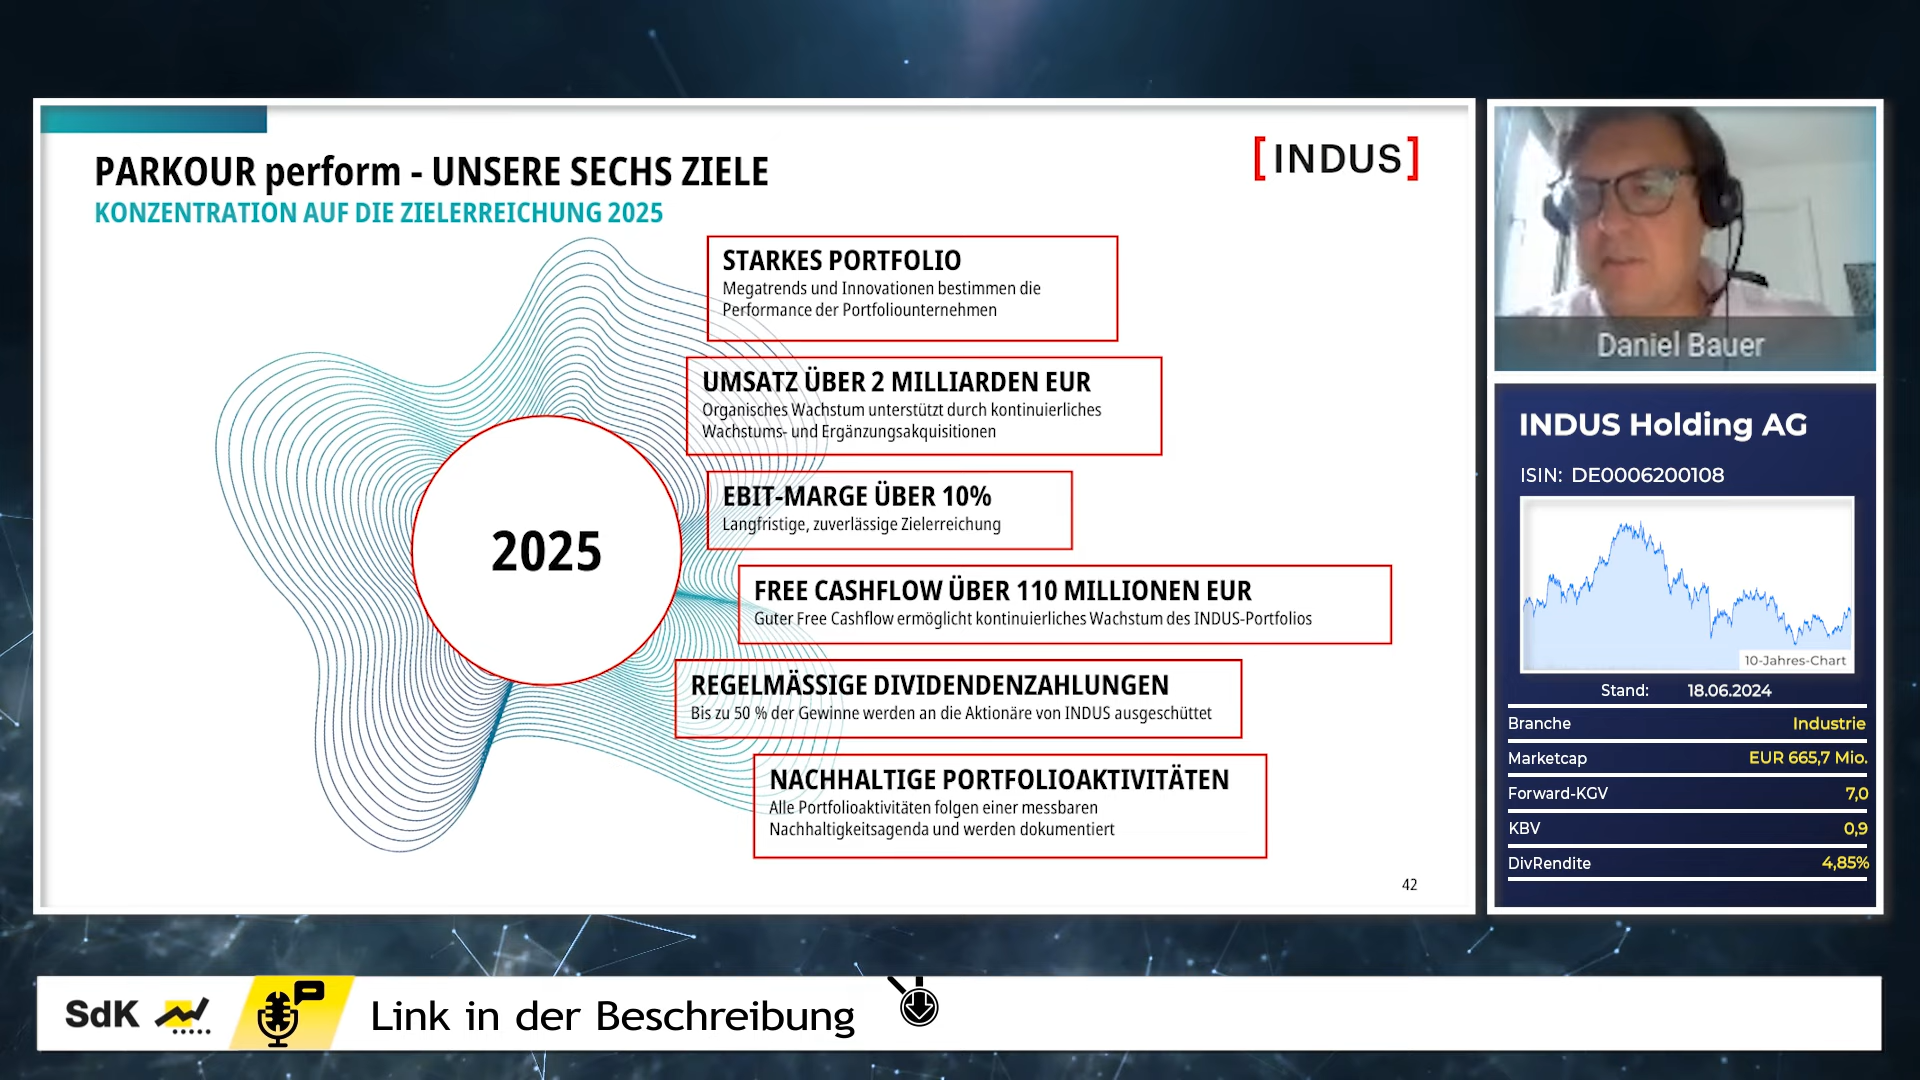 PARKOUR perform - UNSERE SECHS ZIELE
KONZENTRATION AUF DIE ZIELERREICHUNG 2025
[INDUS]
2025
STARKES PORTFOLIO
Megatrends und Innovationen bestimmen die
Performance der Portfoliounternehmen
UMSATZ ÜBER 2 MILLIARDEN EUR
Organisches Wachstum unterstützt durch kontinuierliches
Wachstums- und Ergänzungsakquisitionen
EBIT-MARGE ÜBER 10%
Langfristige, zuverlässige Zielerreichung
FREE CASHFLOW ÜBER 110 MILLIONEN EUR
Guter Free Cashflow ermöglicht kontinuierliches Wachstum des INDUS-Portfolios
REGELMÄSSIGE DIVIDENDENZAHLUNGEN
Bis zu 50 % der Gewinne werden an die Aktionäre von INDUS ausgeschüttet
NACHHALTIGE PORTFOLIOAKTIVITÄTEN
Alle Portfolioaktivitäten folgen einer messbaren
Nachhaltigkeitsagenda und werden dokumentiert
42
Daniel Bauer
INDUS Holding AG
ISIN: DE0006200108
10-Jahres-Chart
Stand: 18.06.2024
Branche Industrie
Marketcap EUR 665,7 Mio.
Forward-KGV 7,0
KBV 0,9
DivRendite 4,85%
SdK
Link in der Beschreibung